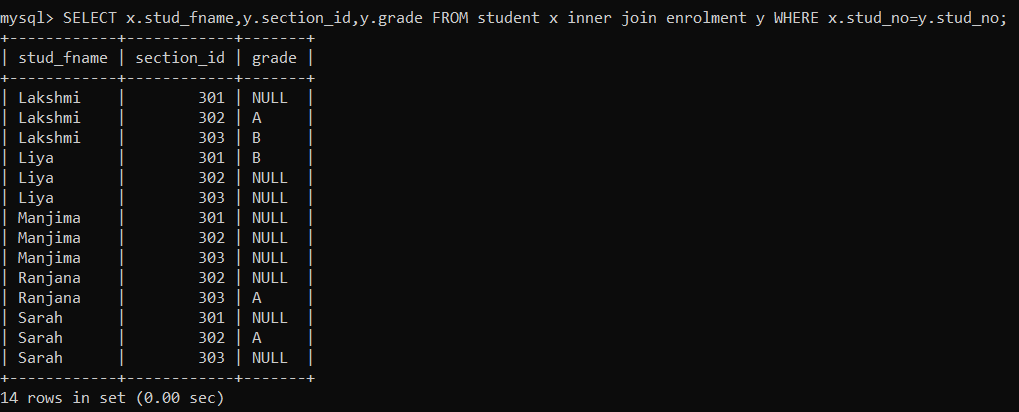 mysql> SELECT x.stud_fname,y.section_id,y.grade FROM student x inner join enrolment y WHERE x.stud_no=y.stud_no;
+------------+------------+-------+
| stud_fname | section_id | grade |
+------------+------------+-------+
| Lakshmi    |        301 | NULL  |
| Lakshmi    |        302 | A     |
| Lakshmi    |        303 | B     |
| Liya       |        301 | B     |
| Liya       |        302 | NULL  |
| Liya       |        303 | NULL  |
| Manjima    |        301 | NULL  |
| Manjima    |        302 | NULL  |
| Manjima    |        303 | NULL  |
| Ranjana    |        302 | NULL  |
| Ranjana    |        303 | A     |
| Sarah      |        301 | NULL  |
| Sarah      |        302 | A     |
| Sarah      |        303 | NULL  |
+------------+------------+-------+
14 rows in set (0.00 sec)